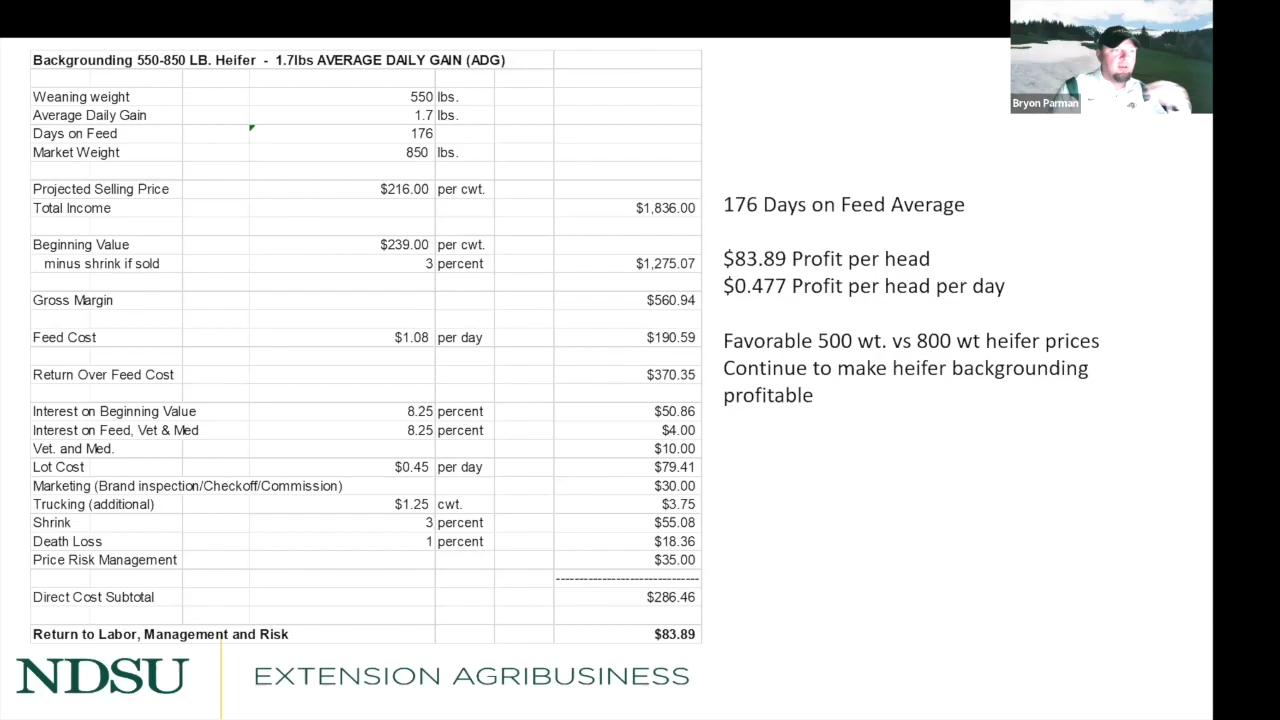 Backgrounding 550-850 LB. Heifer - 1.7lbs AVERAGE DAILY GAIN (ADG)
Weaning weight 550 lbs.
Average Daily Gain 1.7 lbs.
Days on Feed 176
Market Weight 850 lbs.
Projected Selling Price $216.00 per cwt.
Total Income $1,836.00
Beginning Value $239.00 per cwt.
minus shrink if sold 3 percent $1,275.07
Gross Margin $560.94
Feed Cost $1.08 per day $190.59
Return Over Feed Cost $370.35
Interest on Beginning Value 8.25 percent $50.86
Interest on Feed, Vet & Med 8.25 percent $4.00
Vet. and Med. $10.00
Lot Cost $0.45 per day $79.41
Marketing (Brand inspection/Checkoff/Commission) $30.00
Trucking (additional) $1.25 cwt. $3.75
Shrink 3 percent $55.08
Death Loss 1 percent $18.36
Price Risk Management $35.00
-------------------------------
Direct Cost Subtotal $286.46
Return to Labor, Management and Risk $83.89
176 Days on Feed Average
$83.89 Profit per head
$0.477 Profit per head per day
Favorable 500 wt. vs 800 wt heifer prices
Continue to make heifer backgrounding
profitable
Bryon Parman
NDSU EXTENSION AGRIBUSINESS